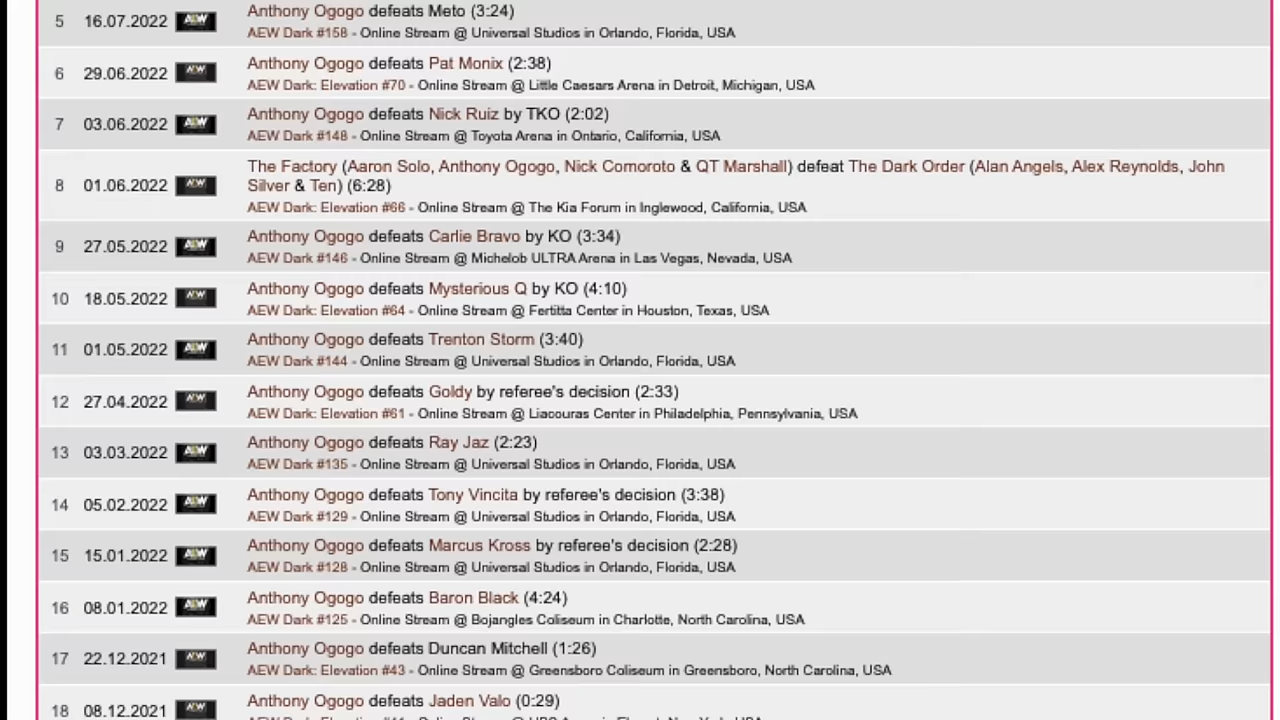 5 16.07.2022 AEW Anthony Ogogo defeats Meto (3:24)
AEW Dark #158 - Online Stream @ Universal Studios in Orlando, Florida, USA
6 29.06.2022 AEW Anthony Ogogo defeats Pat Monix (2:38)
AEW Dark: Elevation #70 - Online Stream @ Little Caesars Arena in Detroit, Michigan, USA
7 03.06.2022 AEW Anthony Ogogo defeats Nick Ruiz by TKO (2:02)
AEW Dark #148 - Online Stream @ Toyota Arena in Ontario, California, USA
8 01.06.2022 AEW The Factory (Aaron Solo, Anthony Ogogo, Nick Comoroto & QT Marshall) defeat The Dark Order (Alan Angels, Alex Reynolds, John
Silver & Ten) (6:28)
AEW Dark: Elevation #66 - Online Stream @ The Kia Forum in Inglewood, California, USA
9 27.05.2022 AEW Anthony Ogogo defeats Carlie Bravo by KO (3:34)
AEW Dark #146 - Online Stream @ Michelob ULTRA Arena in Las Vegas, Nevada, USA
10 18.05.2022 AEW Anthony Ogogo defeats Mysterious Q by KO (4:10)
AEW Dark: Elevation #64 - Online Stream @ Fertitta Center in Houston, Texas, USA
11 01.05.2022 AEW Anthony Ogogo defeats Trenton Storm (3:40)
AEW Dark #144 - Online Stream @ Universal Studios in Orlando, Florida, USA
12 27.04.2022 AEW Anthony Ogogo defeats Goldy by referee's decision (2:33)
AEW Dark: Elevation #61 - Online Stream @ Liacouras Center in Philadelphia, Pennsylvania, USA
13 03.03.2022 AEW Anthony Ogogo defeats Ray Jaz (2:23)
AEW Dark #135 - Online Stream @ Universal Studios in Orlando, Florida, USA
14 05.02.2022 AEW Anthony Ogogo defeats Tony Vincita by referee's decision (3:38)
AEW Dark #129 - Online Stream @ Universal Studios in Orlando, Florida, USA
15 15.01.2022 AEW Anthony Ogogo defeats Marcus Kross by referee's decision (2:28)
AEW Dark #128 - Online Stream @ Universal Studios in Orlando, Florida, USA
16 08.01.2022 AEW Anthony Ogogo defeats Baron Black (4:24)
AEW Dark #125 - Online Stream @ Bojangles Coliseum in Charlotte, North Carolina, USA
17 22.12.2021 AEW Anthony Ogogo defeats Duncan Mitchell (1:26)
AEW Dark: Elevation #43 - Online Stream @ Greensboro Coliseum in Greensboro, North Carolina, USA
18 08.12.2021 AEW Anthony Ogogo defeats Jaden Valo (0:29)